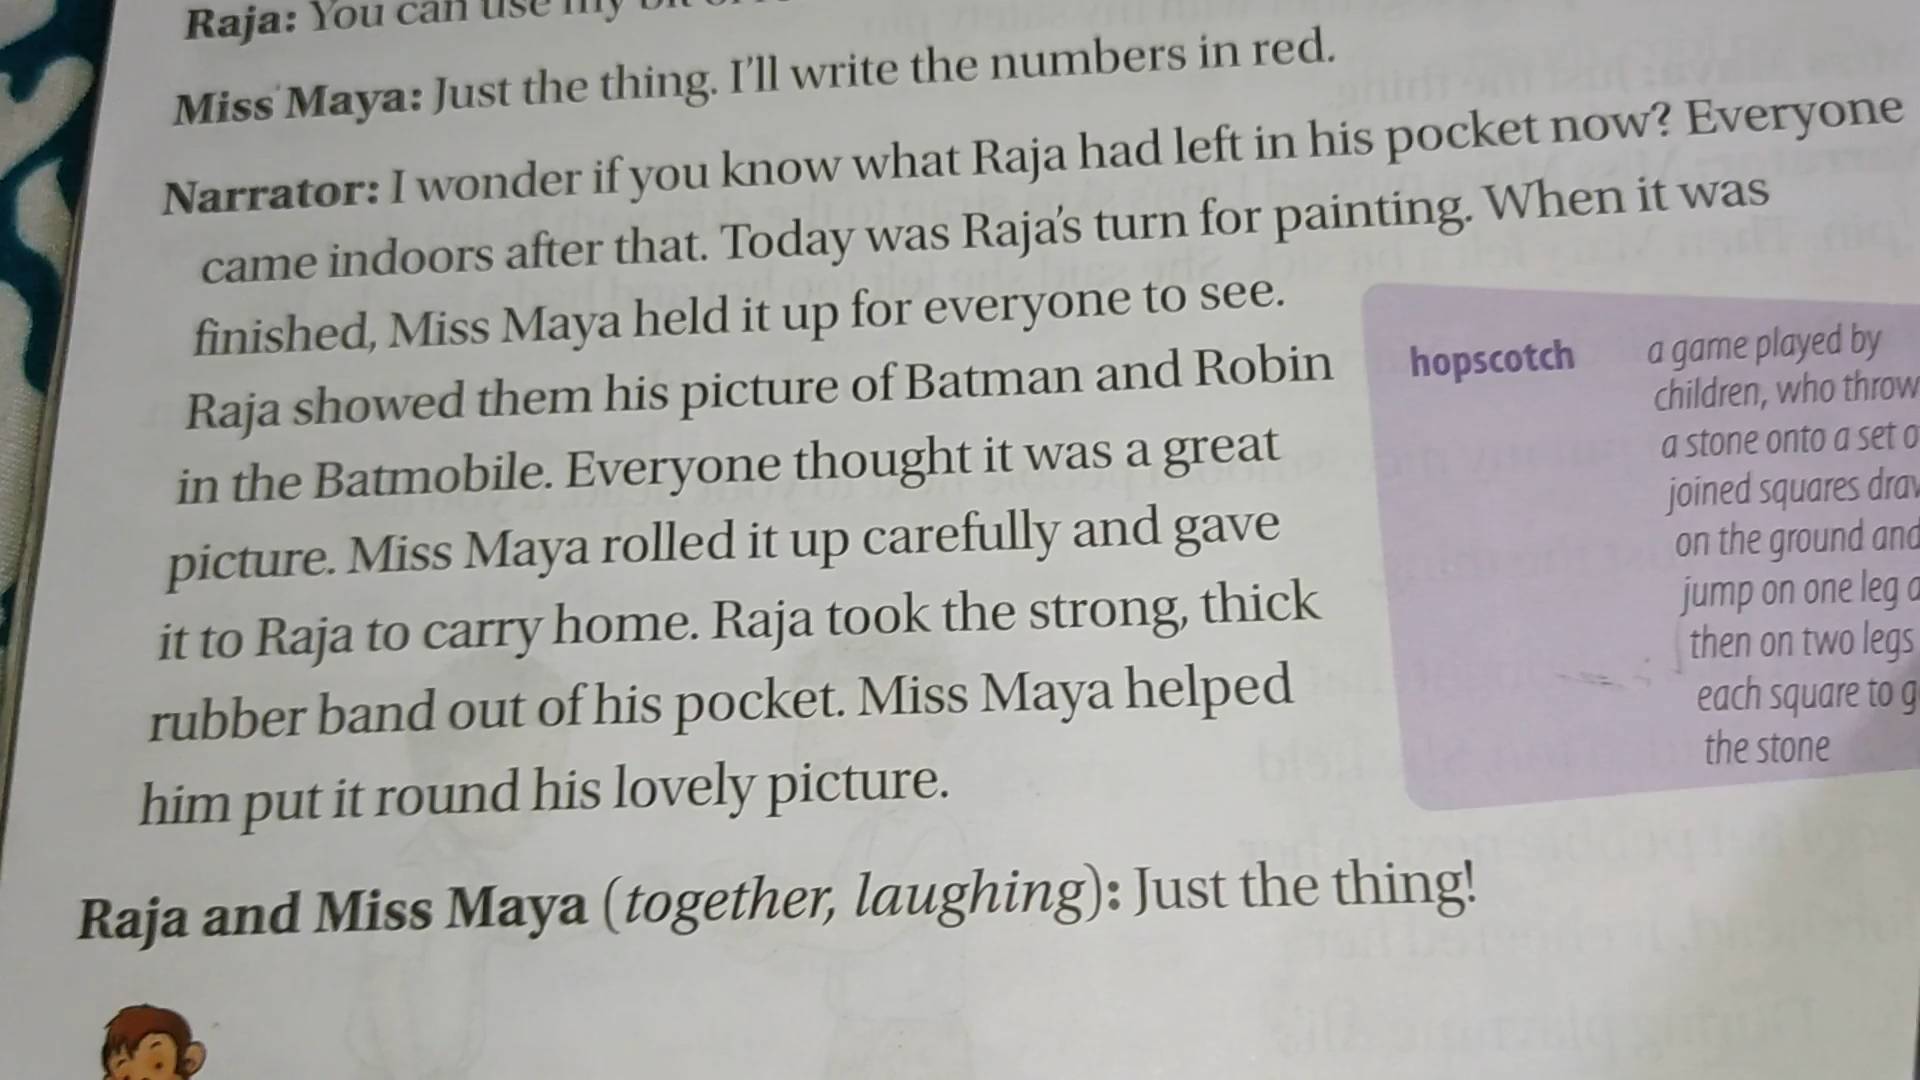 Raja: You can use my bit of
Miss Maya: Just the thing. I'll write the numbers in red.
Narrator: I wonder if you know what Raja had left in his pocket now? Everyone
came indoors after that. Today was Raja's turn for painting. When it was
finished, Miss Maya held it up for everyone to see.
Raja showed them his picture of Batman and Robin
in the Batmobile. Everyone thought it was a great
picture. Miss Maya rolled it up carefully and gave
it to Raja to carry home. Raja took the strong, thick
rubber band out of his pocket. Miss Maya helped
him put it round his lovely picture.
Raja and Miss Maya (together, laughing): Just the thing!
hopscotch a game played by
children, who throw
a stone onto a set
joined squares
on the ground and
jump on one leg
then on two legs
each square to
the stone